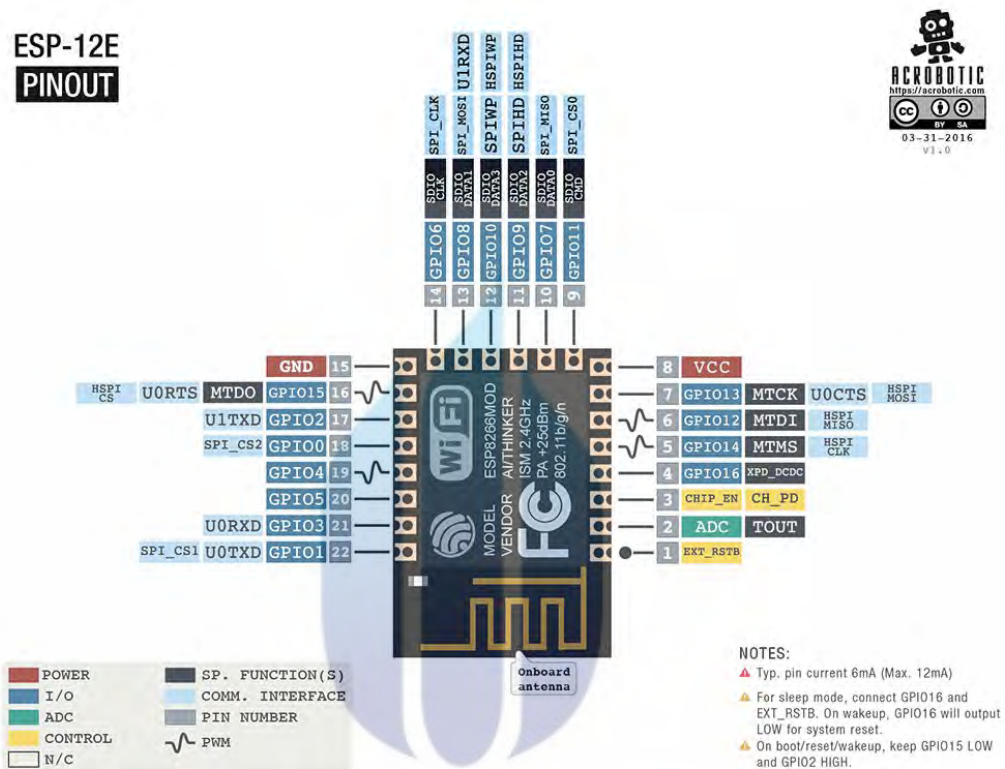 ESP-12E
PINOUT
ACROBOTIC
https://acrobotic.com
cc
BY SA
03-31-2016
v1.0
U1RXD HSPIWP HSPIHD
SPI_CLK SPI_MOSI SPIWP SPIHD SPI_MISO SPI_CS0
SDIO CLK SDIO DATA1 SDIO DATA3 SDIO DATA2 SDIO DATA0 SDIO CMD
GPIO6 GPIO8 GPIO10 GPIO9 GPIO7 GPIO11
14 13 12 11 10 9
GND 15
HSPI CS U0RTS MTDO GPIO15 16
U1TXD GPIO2 17
SPI_CS2 GPIO0 18
GPIO4 19
GPIO5 20
U0RXD GPIO3 21
SPI_CS1 U0TXD GPIO1 22
WiFi
MODEL ESP8266MOD
VENDOR AI/THINKER
ISM 2.4GHz
PA +25dBm
802.11b/g/n
FC
8 VCC
7 GPIO13 MTCK U0CTS HSPI MOSI
6 GPIO12 MTDI HSPI MISO
5 GPIO14 MTMS HSPI CLK
4 GPIO16 XPD_DCDC
3 CHIP_EN CH_PD
2 ADC TOUT
1 EXT_RSTB
Onboard
antenna
POWER
I/O
ADC
CONTROL
N/C
SP. FUNCTION(S)
COMM. INTERFACE
PIN NUMBER
PWM
NOTES:
Typ. pin current 6mA (Max. 12mA)
For sleep mode, connect GPIO16 and
EXT_RSTB. On wakeup, GPIO16 will output
LOW for system reset.
On boot/reset/wakeup, keep GPIO15 LOW
and GPIO2 HIGH.